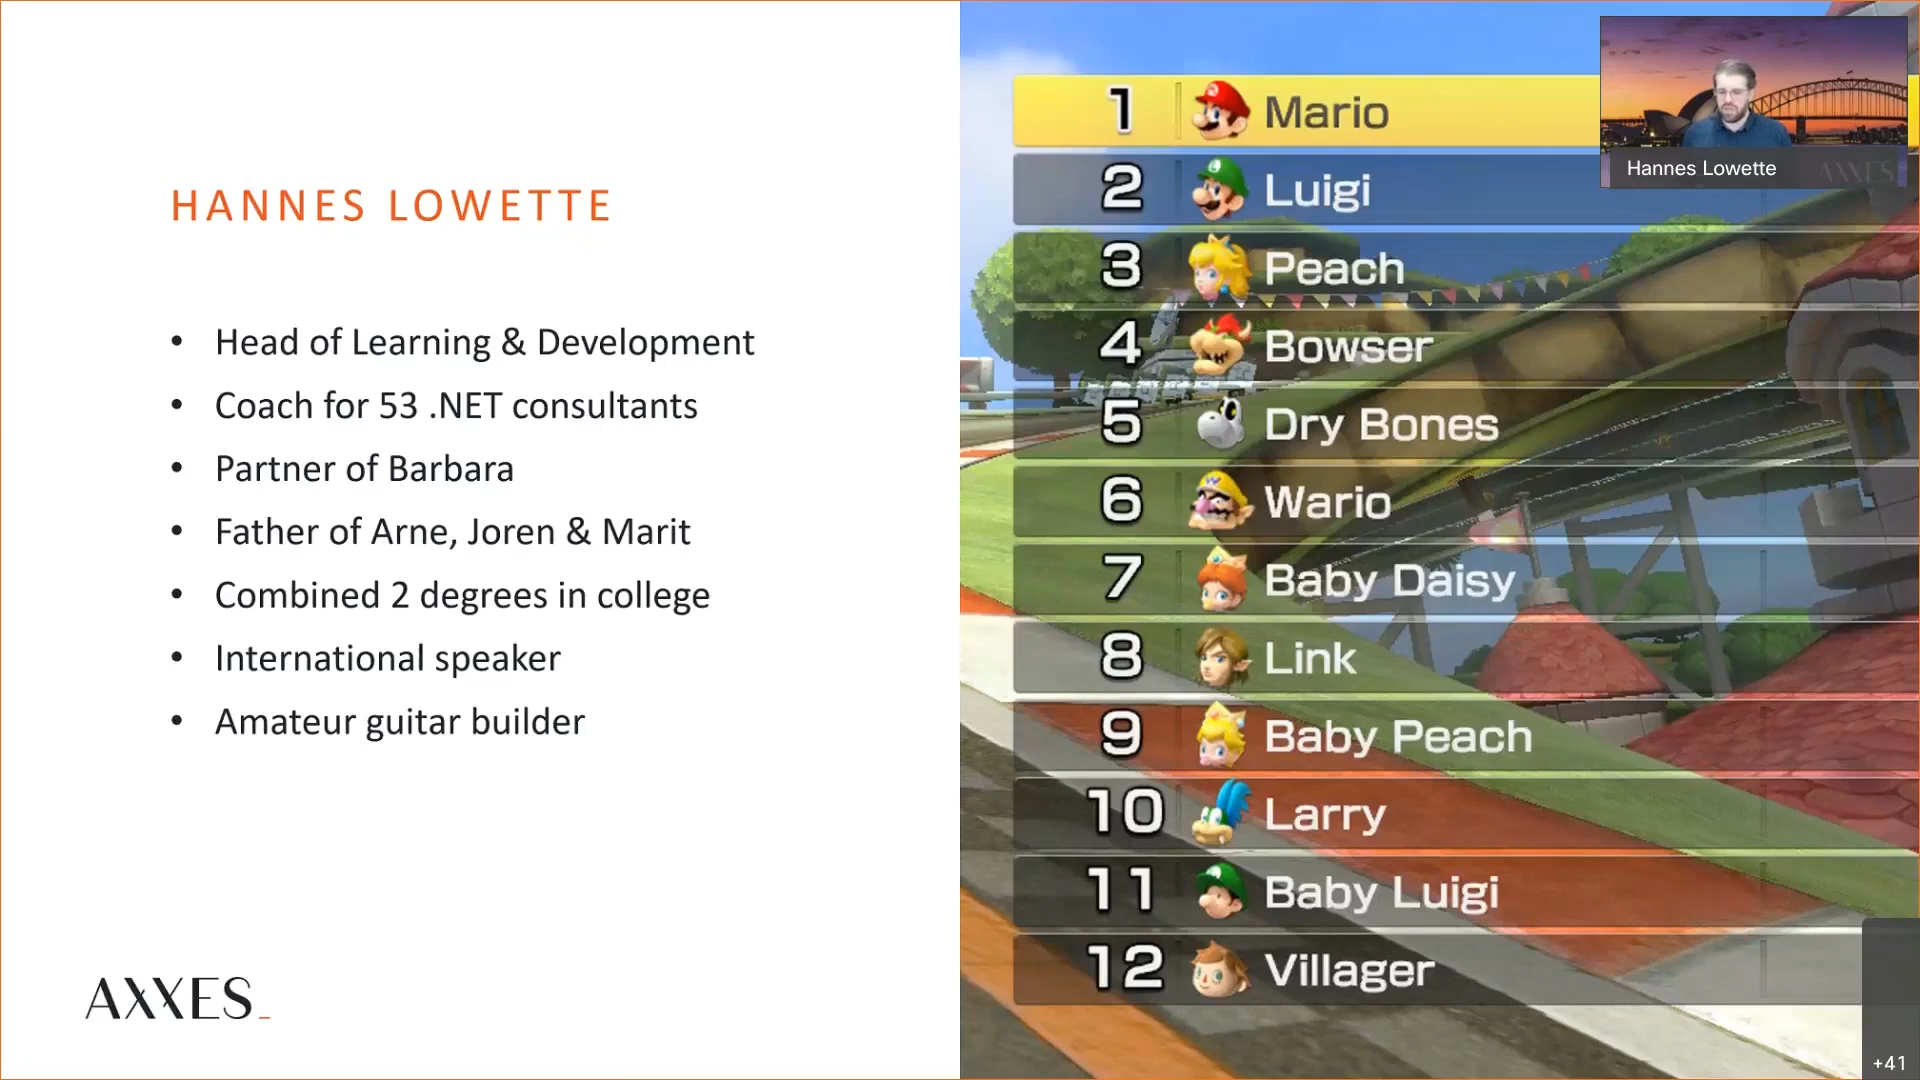 HANNES LOWETTE
• Head of Learning & Development
• Coach for 53 .NET consultants
• Partner of Barbara
• Father of Arne, Joren & Marit
• Combined 2 degrees in college
• International speaker
• Amateur guitar builder
AXXES_
1 Mario
2 Luigi
3 Peach
4 Bowser
5 Dry Bones
6 Wario
7 Baby Daisy
8 Link
9 Baby Peach
10 Larry
11 Baby Luigi
12 Villager
Hannes Lowette
AXXES
+41